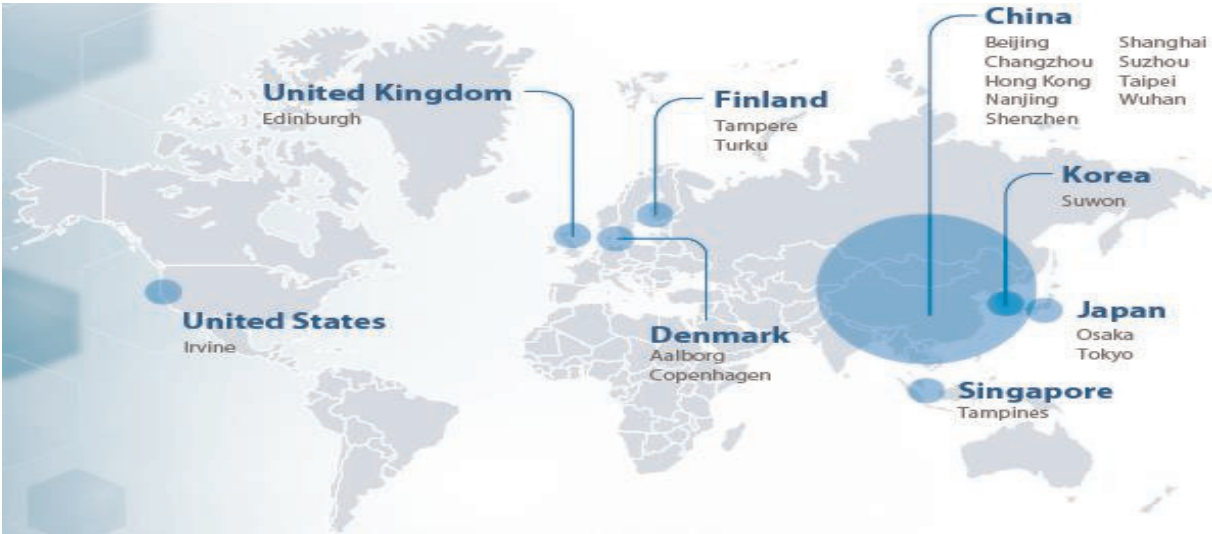 China
Beijing Shanghai
Changzhou Suzhou
Hong Kong Taipei
Nanjing Wuhan
Shenzhen
United Kingdom
Edinburgh
Finland
Tampere
Turku
Korea
Suwon
United States
Irvine
Denmark
Aalborg
Copenhagen
Japan
Osaka
Tokyo
Singapore
Tampines